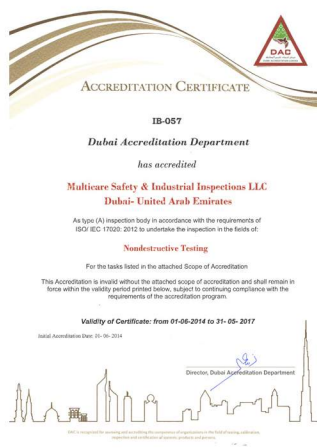 DAC
ACCREDITATION CERTIFICATE
IB-057
Dubai Accreditation Department
has accredited
Multicare Safety & Industrial Inspections LLC
Dubai- United Arab Emirates
As type (A) inspection body in accordance with the requirements of
ISO/ IEC 17020: 2012 to undertake the inspection in the fields of:
Nondestructive Testing
For the tasks listed in the attached Scope of Accreditation
This Accreditation is invalid without the attached scope of accreditation and shall remain in
force within the validity period printed below, subject to continuing compliance with the
requirements of the accreditation program.
Validity of Certificate: from 01-06-2014 to 31- 05- 2017
Initial Accreditation Date: 01- 06- 2014
Director, Dubai Accreditation Department